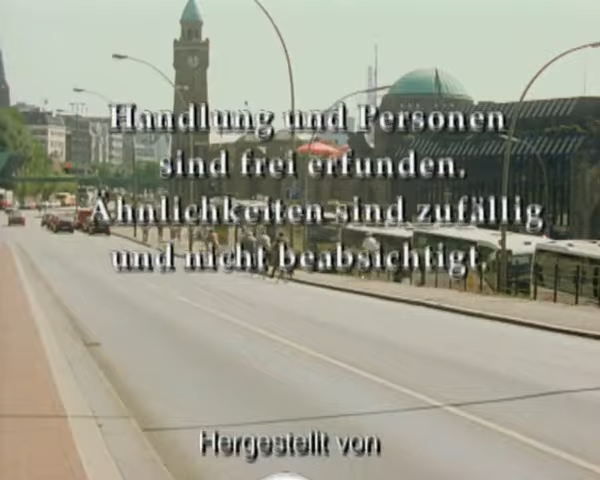 Handlung und Personen
sind frei erfunden.
Ähnlichkeiten sind zufällig
und nicht beabsichtigt.
Hergestellt von